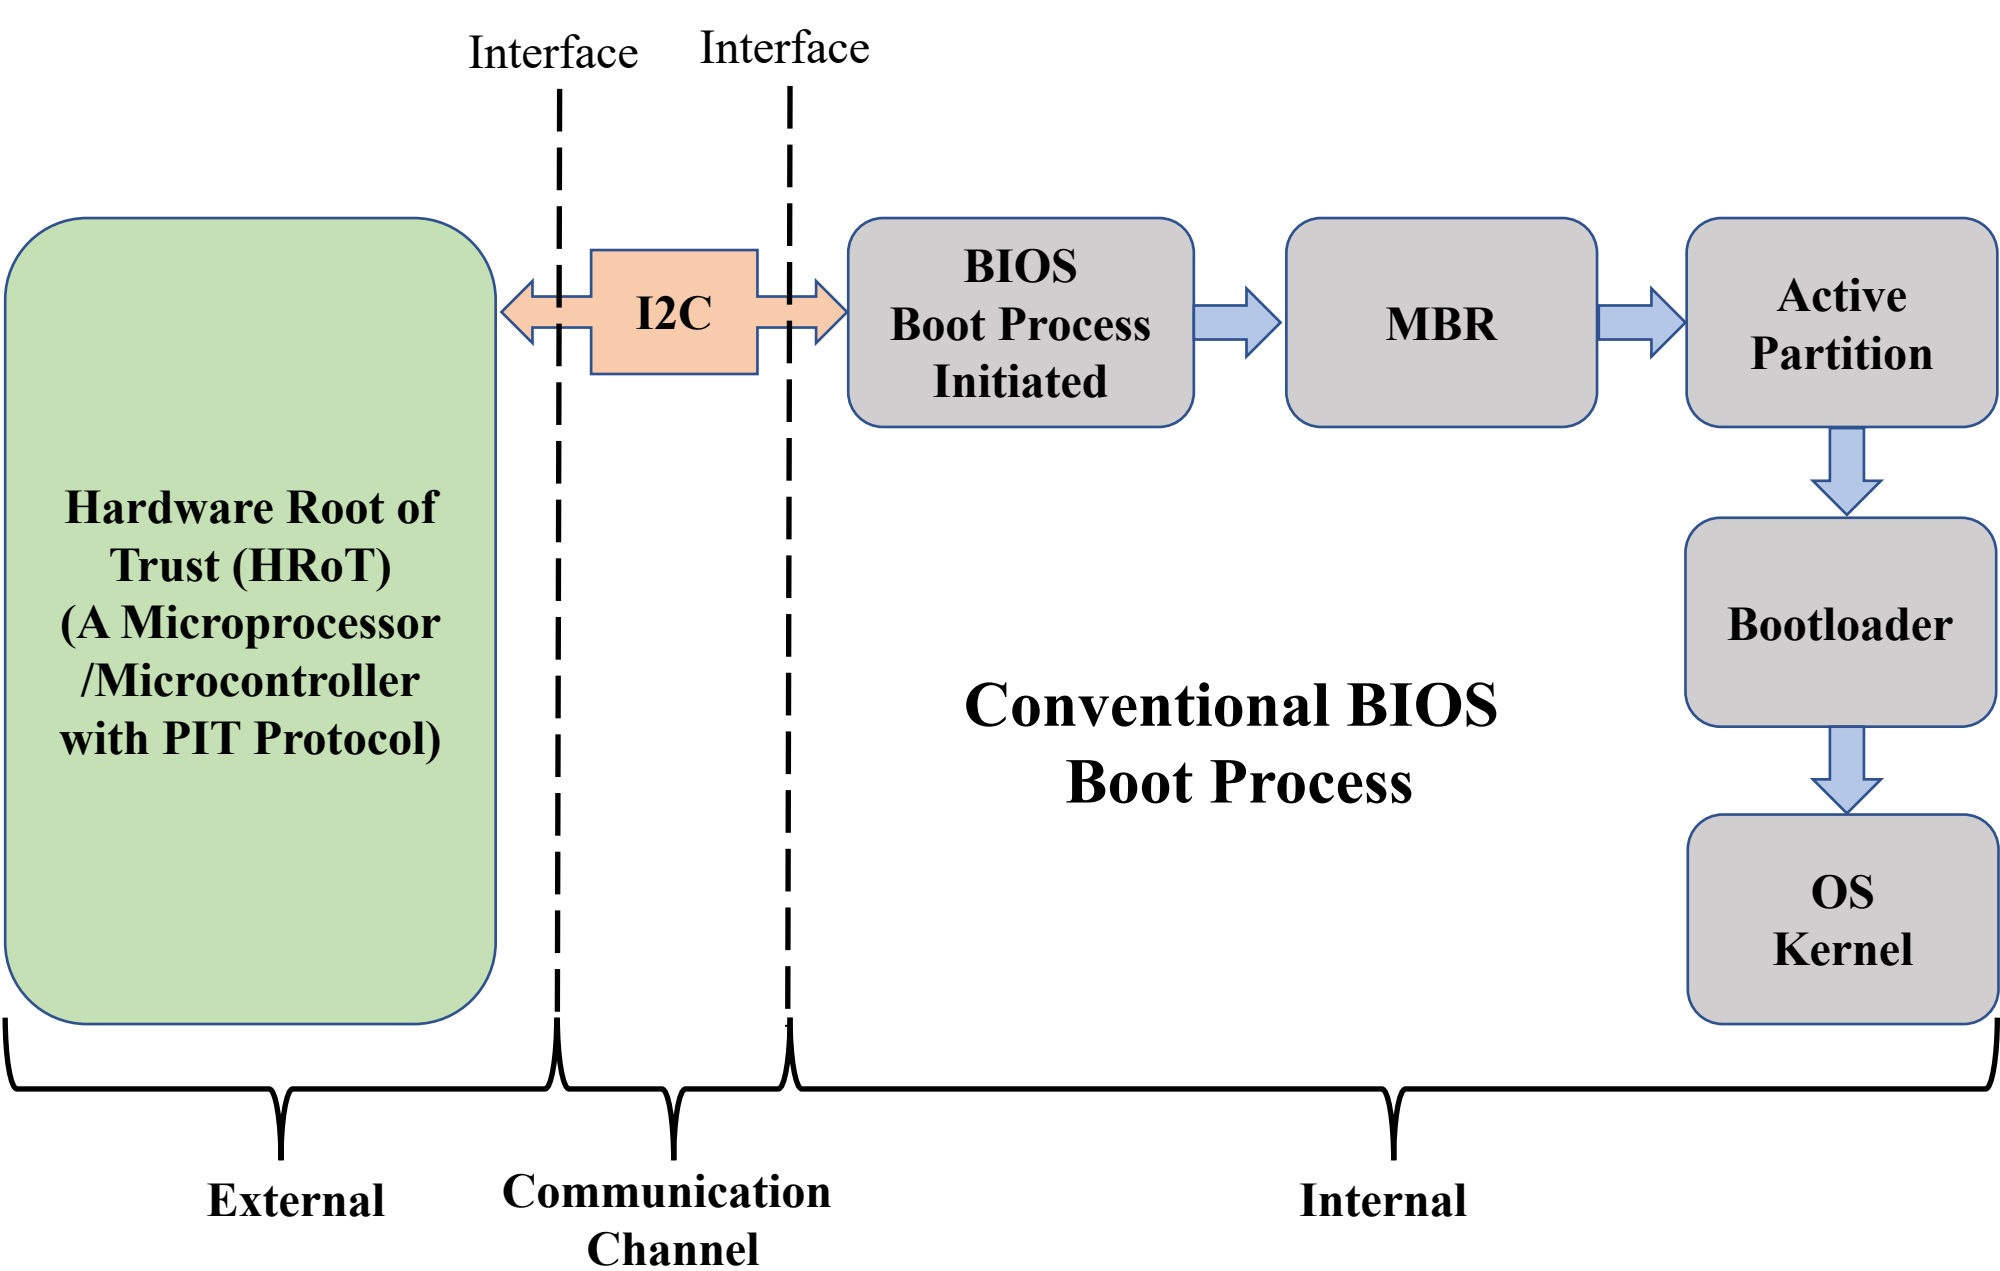 Interface
Interface
Hardware Root of
Trust (HRoT)
(A Microprocessor
/Microcontroller
with PIT Protocol)
I2C
BIOS
Boot Process
Initiated
MBR
Active
Partition
Bootloader
OS
Kernel
Conventional BIOS
Boot Process
External
Communication
Channel
Internal